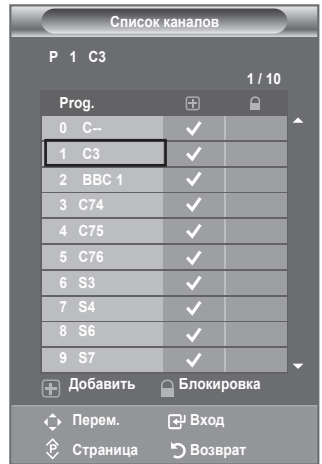 Список каналов
P 1 C3
1 / 10
Prog.
0 C--
1 C3
2 BBC 1
3 C74
4 C75
5 C76
6 S3
7 S4
8 S6
9 S7
Добавить Блокировка
Перем. Вход
Страница Возврат